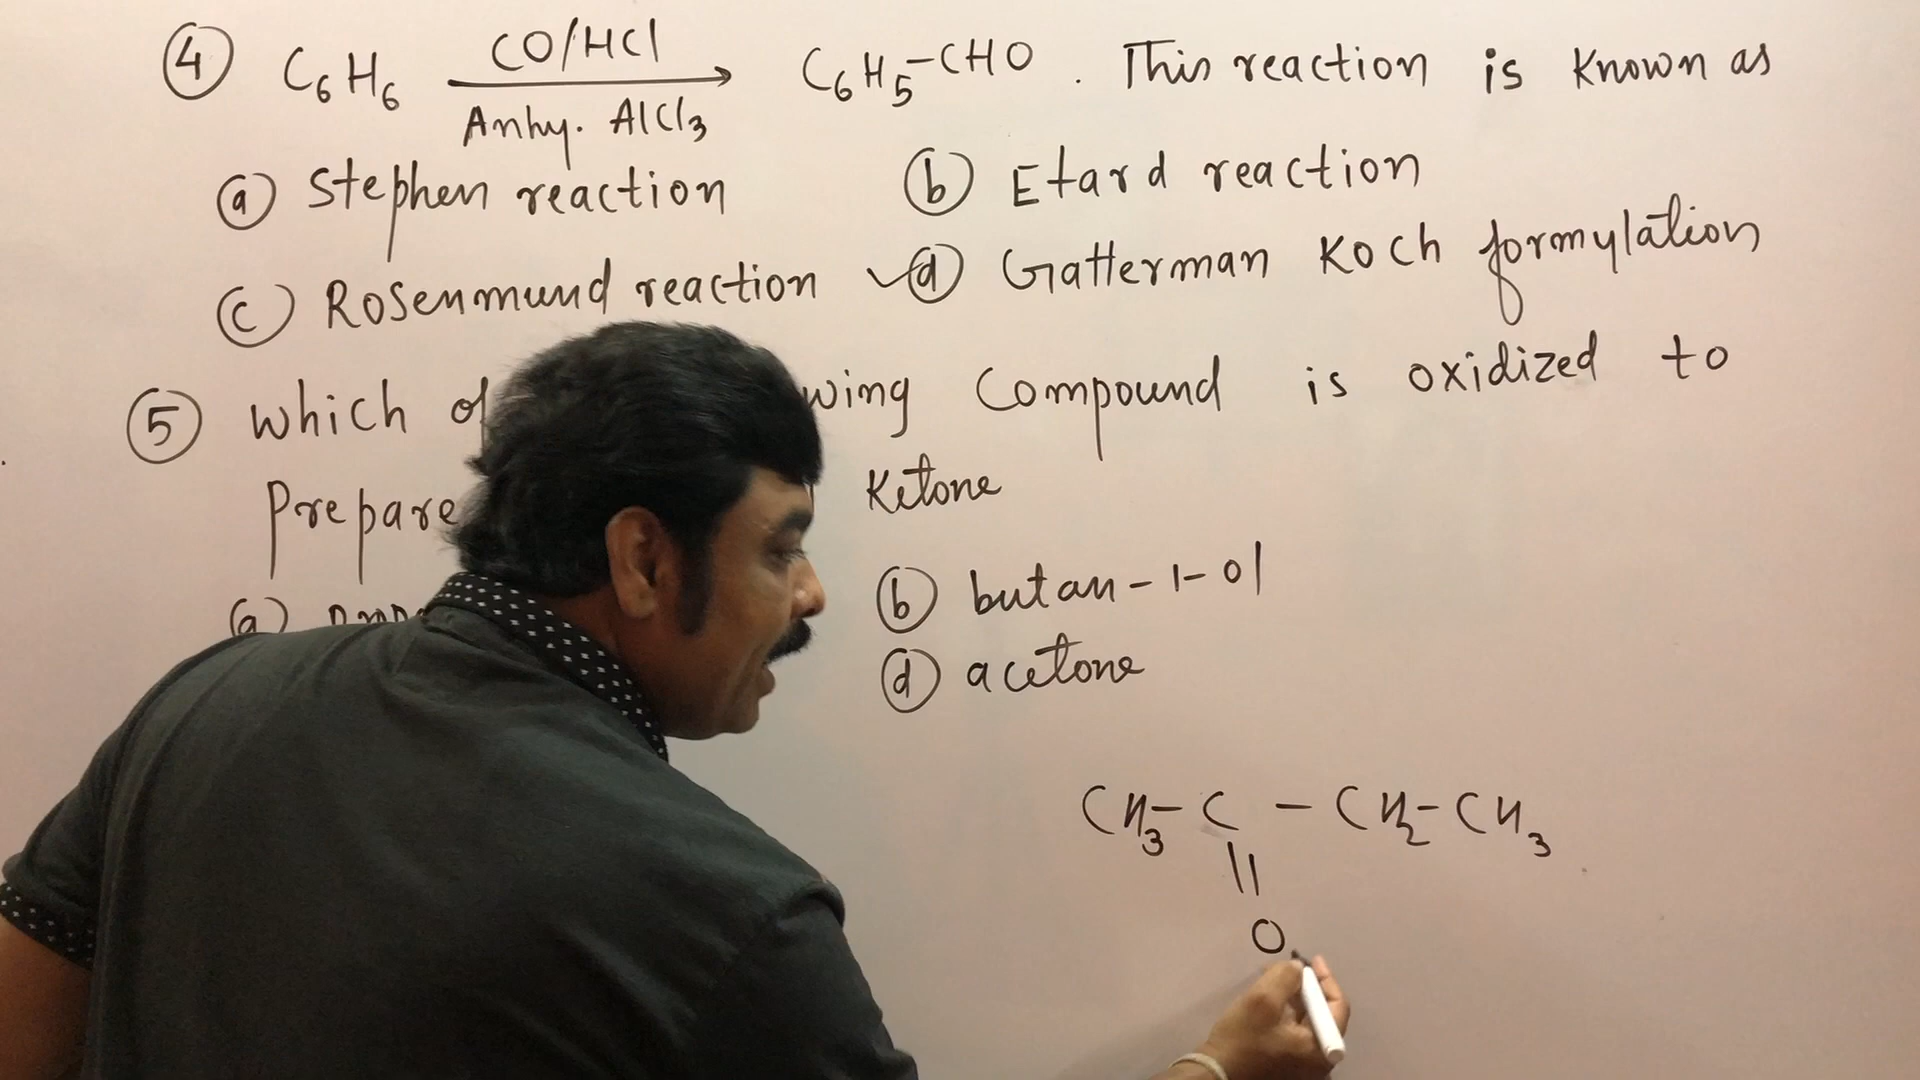 ④ C₆H₆ CO/HCl Anhy. AlCl₃ → C₆H₅-CHO. This reaction is known as
ⓐ Stephen reaction ⓑ Etard reaction
ⓒ Rosenmund reaction ✓ⓓ Gatterman Koch formylation
⑤ which of wing Compound is oxidized to
Prepare Ketone
ⓐ ⓑ butan-1-ol
ⓓ acetone
CH₃-C-CH₂-CH₃
||
O